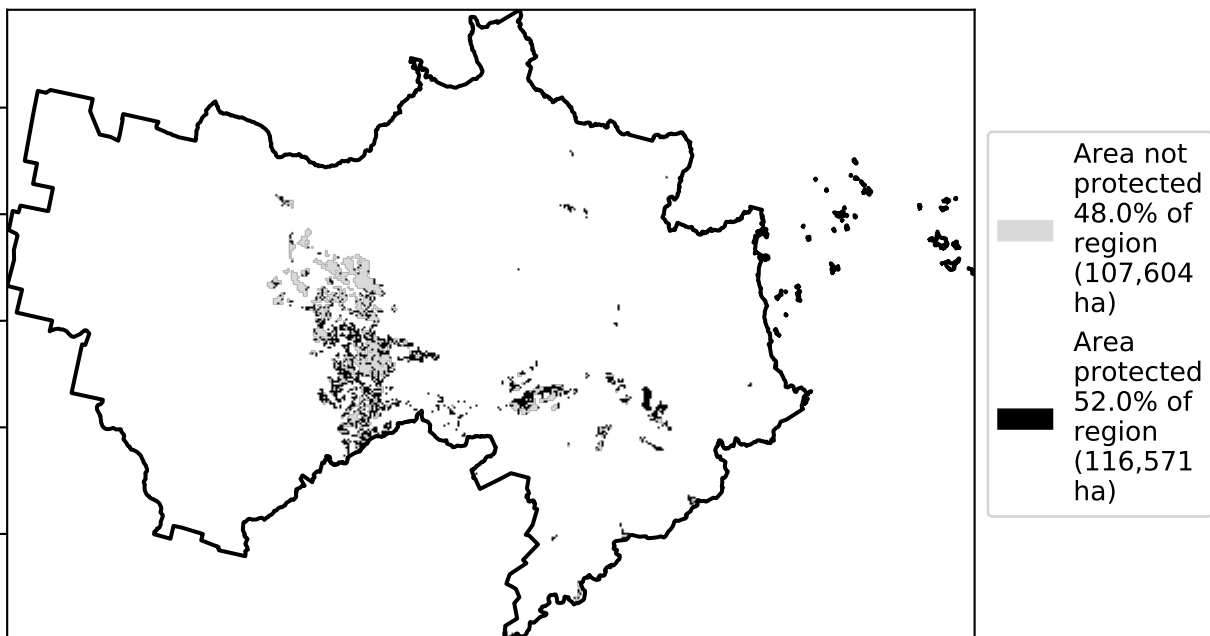 Area not
protected
48.0% of
region
(107,604
ha)
Area
protected
52.0% of
region
(116,571
ha)